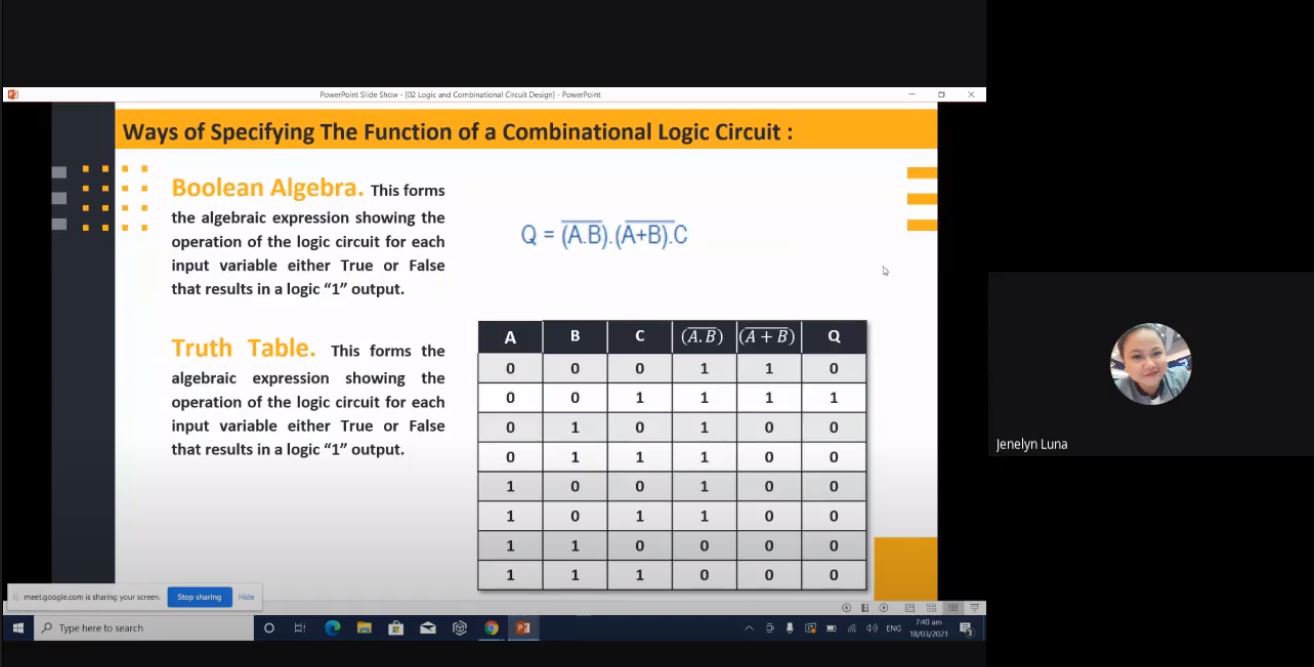 PowerPoint Slide Show - [02 Logic and Combinational Circuit Design] - PowerPoint
Ways of Specifying The Function of a Combinational Logic Circuit :
Boolean Algebra. This forms
the algebraic expression showing the
operation of the logic circuit for each
input variable either True or False
that results in a logic “1” output.
Q = (A̅.̅B̅).(A̅+̅B̅).C
Truth Table. This forms the
algebraic expression showing the
operation of the logic circuit for each
input variable either True or False
that results in a logic “1” output.
A B C (A̅.̅B̅) (A̅ +̅ B̅) Q
0 0 0 1 1 0
0 0 1 1 1 1
0 1 0 1 0 0
0 1 1 1 0 0
1 0 0 1 0 0
1 0 1 1 0 0
1 1 0 0 0 0
1 1 1 0 0 0
Jenelyn Luna
meet.google.com is sharing your screen. Stop sharing Hide
Type here to search
ENG
7:40 am
18/03/2021